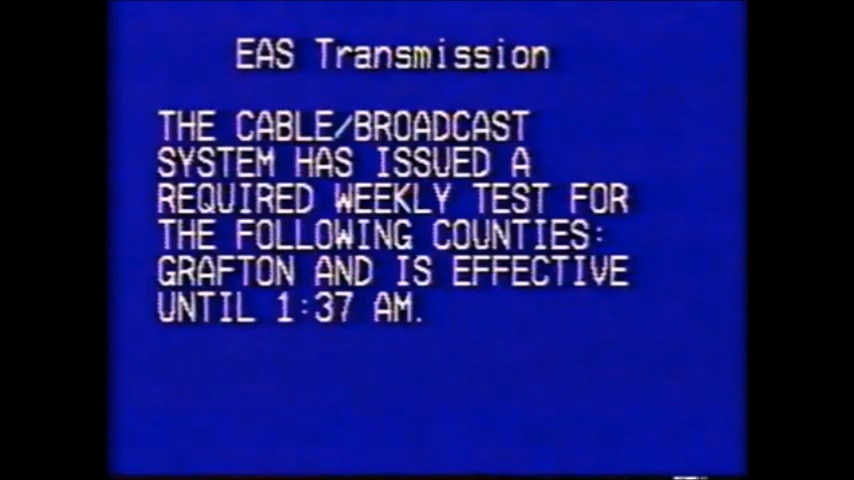 EAS Transmission
THE CABLE/BROADCAST
SYSTEM HAS ISSUED A
REQUIRED WEEKLY TEST FOR
THE FOLLOWING COUNTIES:
GRAFTON AND IS EFFECTIVE
UNTIL 1:37 AM.